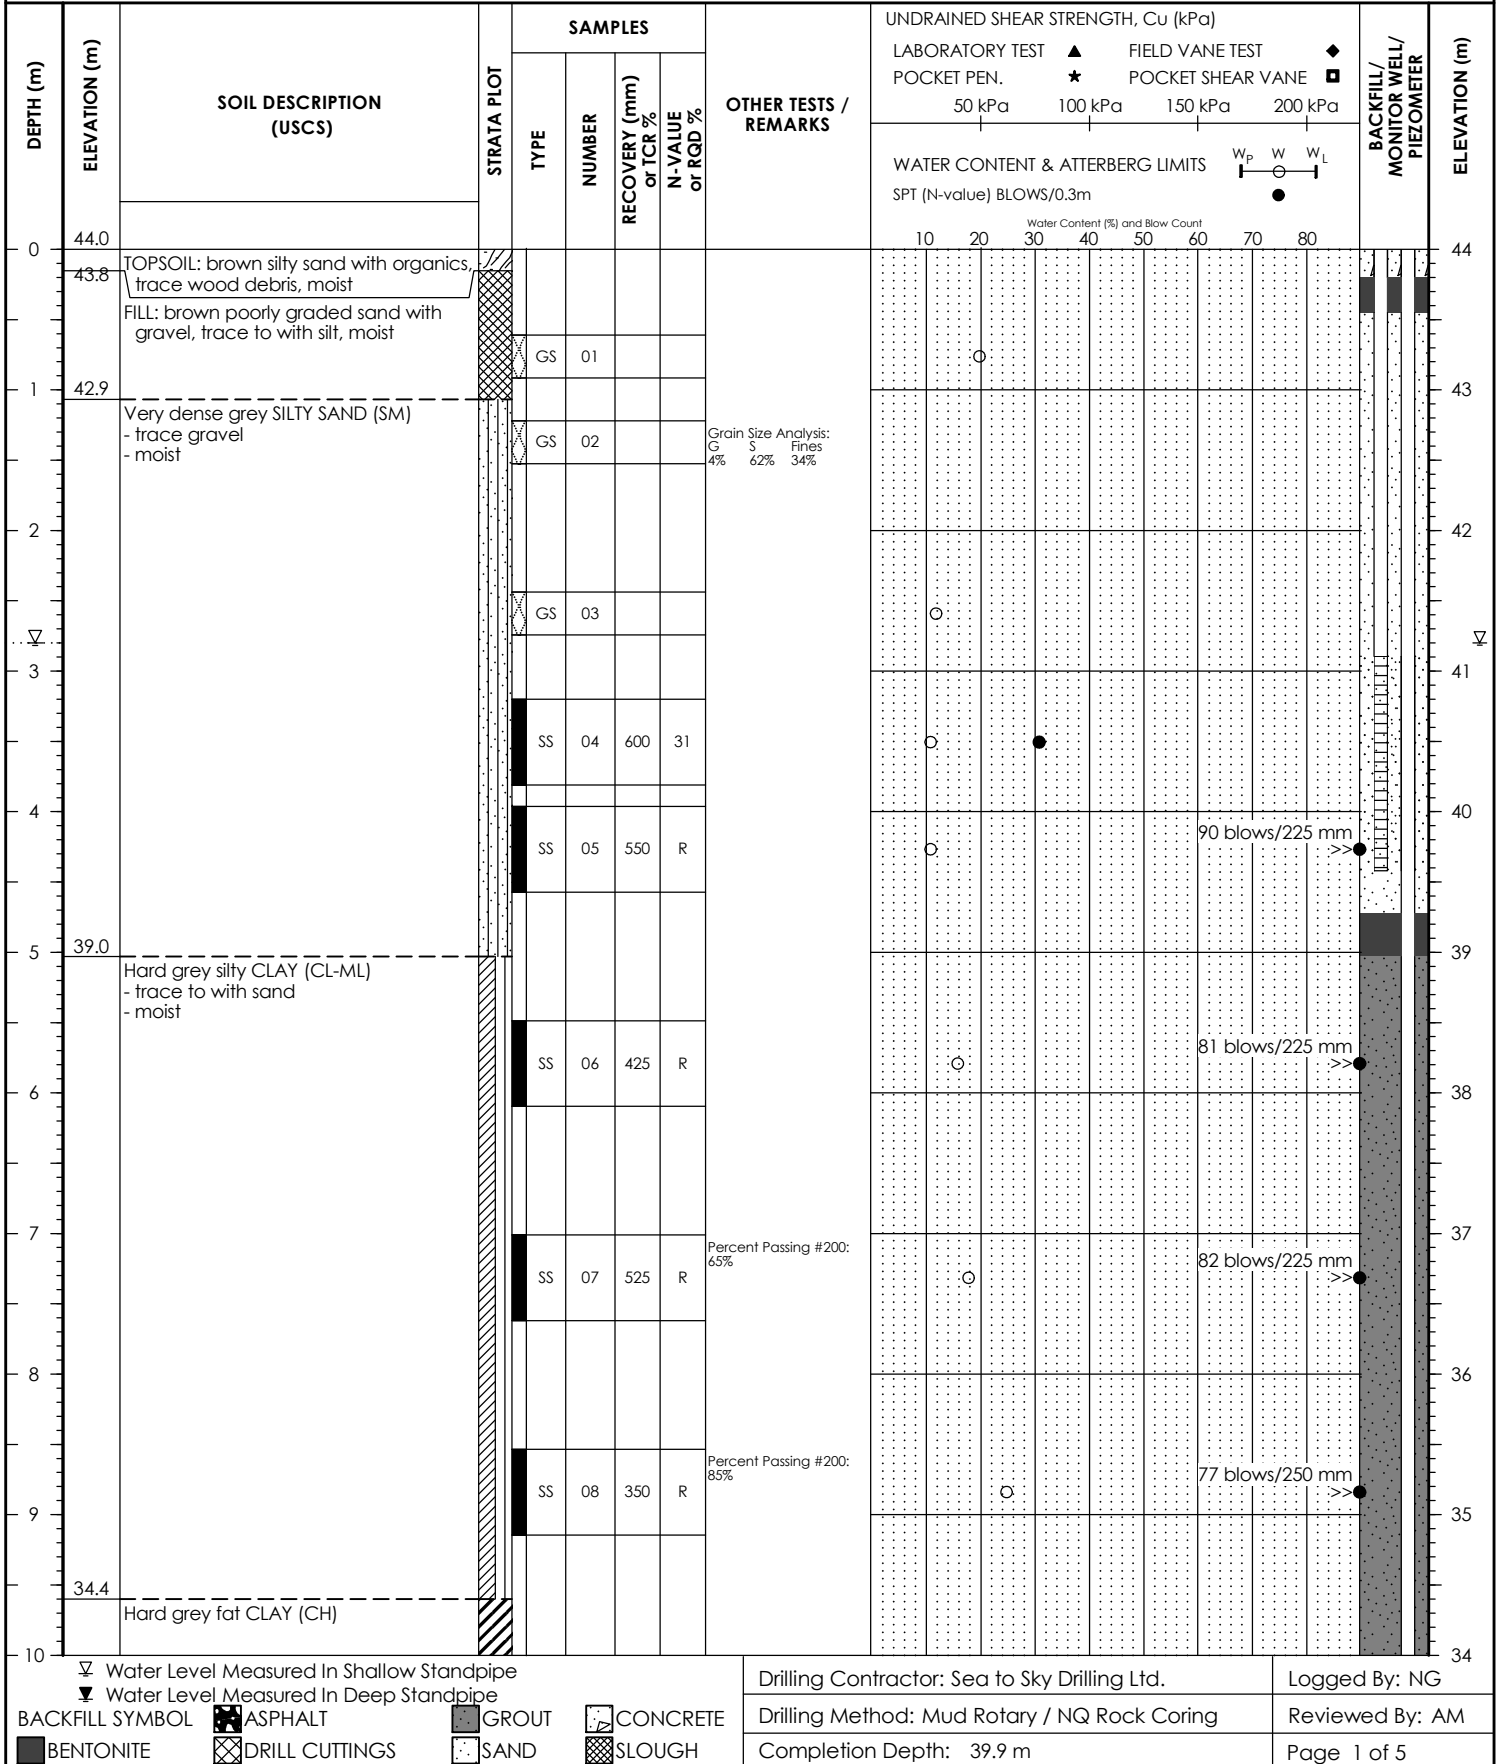 DEPTH (m)
ELEVATION (m)
SOIL DESCRIPTION
(USCS)
STRATA PLOT
SAMPLES
TYPE
NUMBER
RECOVERY (mm)
or TCR %
N-VALUE
or RQD %
OTHER TESTS /
REMARKS
UNDRAINED SHEAR STRENGTH, Cu (kPa)
LABORATORY TEST ▲ FIELD VANE TEST ◆
POCKET PEN. ★ POCKET SHEAR VANE
50 kPa 100 kPa 150 kPa 200 kPa
WATER CONTENT & ATTERBERG LIMITS
WP W WL
SPT (N-value) BLOWS/0.3m ●
Water Content (%) and Blow Count
10 20 30 40 50 60 70 80
BACKFILL/
MONITOR WELL/
PIEZOMETER
ELEVATION (m)
0 44.0 44
43.8 TOPSOIL: brown silty sand with organics,
trace wood debris, moist
FILL: brown poorly graded sand with
gravel, trace to with silt, moist
GS 01
1 42.9 43
Very dense grey SILTY SAND (SM)
- trace gravel
- moist
GS 02
Grain Size Analysis:
G S Fines
4% 62% 34%
2 42
GS 03
3 41
SS 04 600 31
4 40
SS 05 550 R
90 blows/225 mm
>>
5 39.0 39
Hard grey silty CLAY (CL-ML)
- trace to with sand
- moist
SS 06 425 R
81 blows/225 mm
>>
6 38
7 37
SS 07 525 R
Percent Passing #200:
65%
82 blows/225 mm
>>
8 36
SS 08 350 R
Percent Passing #200:
85%
77 blows/250 mm
>>
9 35
34.4
Hard grey fat CLAY (CH)
10 34
Water Level Measured In Shallow Standpipe
Water Level Measured In Deep Standpipe
BACKFILL SYMBOL ASPHALT GROUT CONCRETE
BENTONITE DRILL CUTTINGS SAND SLOUGH
Drilling Contractor: Sea to Sky Drilling Ltd.
Drilling Method: Mud Rotary / NQ Rock Coring
Completion Depth: 39.9 m
Logged By: NG
Reviewed By: AM
Page 1 of 5